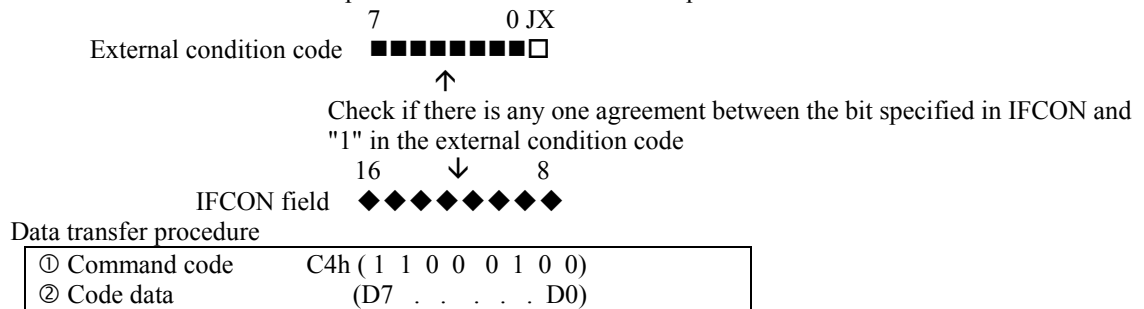 7 0 JX
External condition code ■■■■■■■■□
↑
Check if there is any one agreement between the bit specified in IFCON and
"1" in the external condition code
16 ↓ 8
IFCON field ◆◆◆◆◆◆◆◆
Data transfer procedure
① Command code C4h ( 1 1 0 0 0 1 0 0)
② Code data (D7 . . . . . D0)